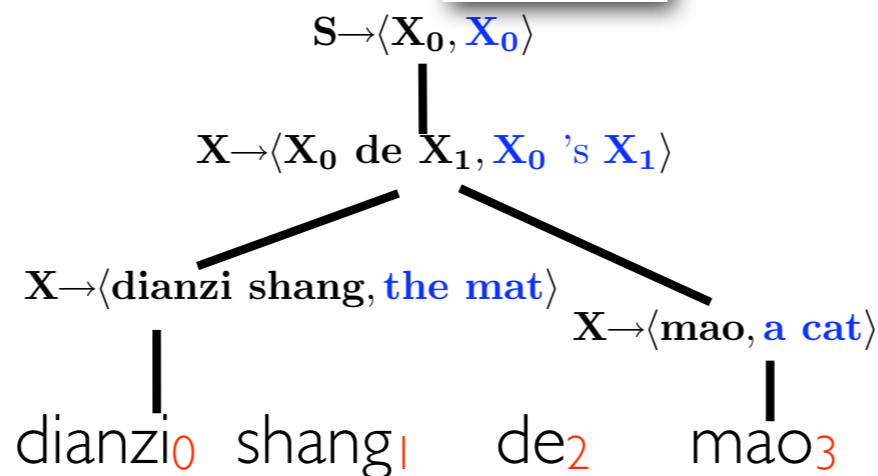 S→⟨X₀, X₀⟩
X→⟨X₀ de X₁, X₀ 's X₁⟩
X→⟨dianzi shang, the mat⟩
X→⟨mao, a cat⟩
dianzi₀ shang₁ de₂ mao₃